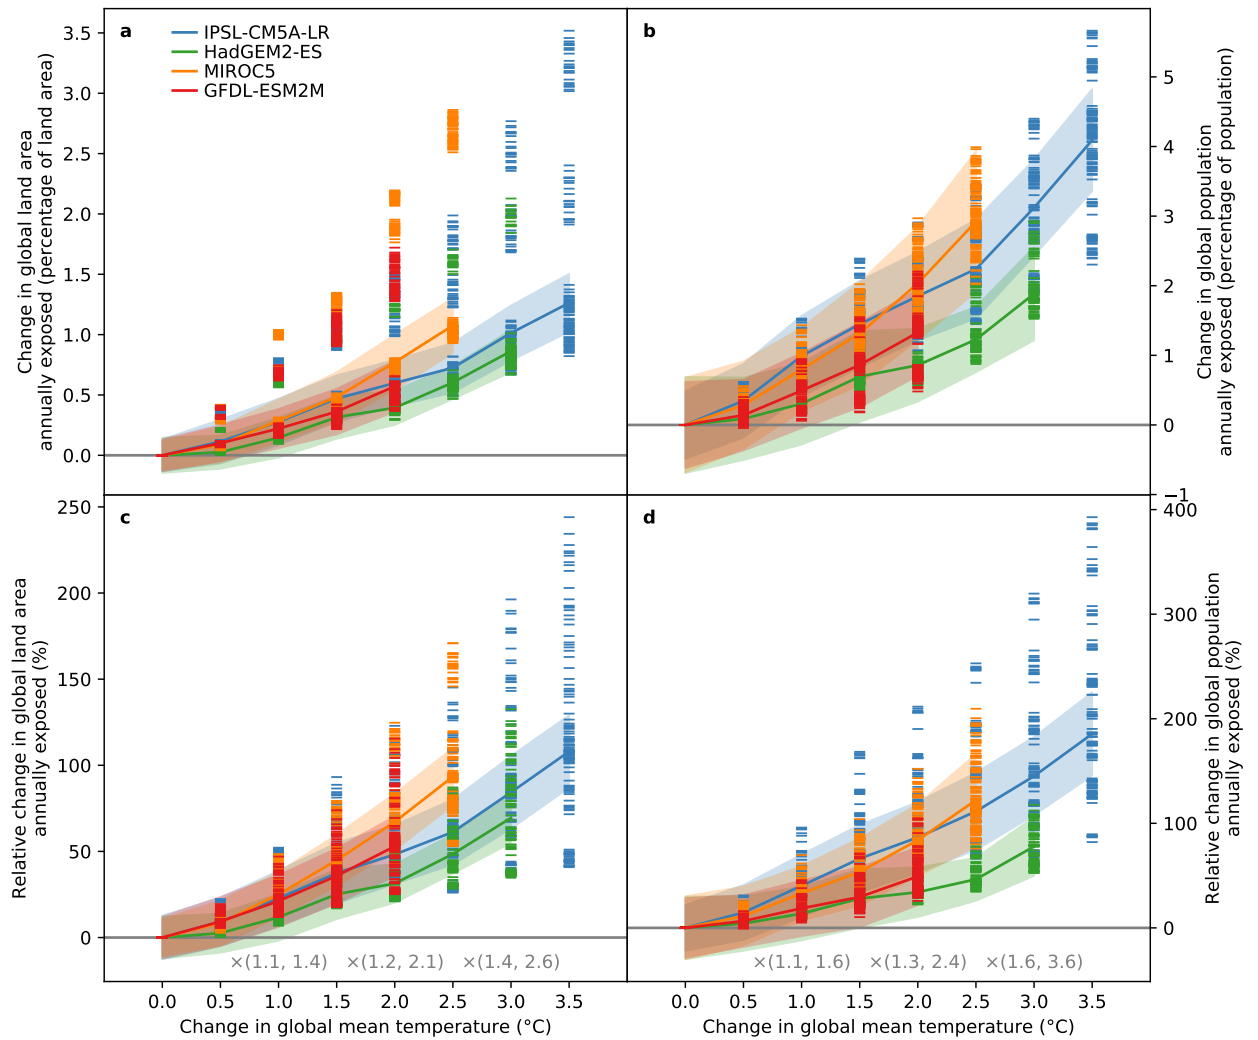 a
IPSL-CM5A-LR
HadGEM2-ES
MIROC5
GFDL-ESM2M
3.5
3.0
2.5
2.0
1.5
1.0
0.5
0.0
Change in global land area
annually exposed (percentage of land area)
b
5
4
3
2
1
0
−1
Change in global population
annually exposed (percentage of population)
c
250
200
150
100
50
0
Relative change in global land area
annually exposed (%)
×(1.1, 1.4) ×(1.2, 2.1) ×(1.4, 2.6)
0.0 0.5 1.0 1.5 2.0 2.5 3.0 3.5
Change in global mean temperature (°C)
d
400
300
200
100
0
Relative change in global population
annually exposed (%)
×(1.1, 1.6) ×(1.3, 2.4) ×(1.6, 3.6)
0.0 0.5 1.0 1.5 2.0 2.5 3.0 3.5
Change in global mean temperature (°C)